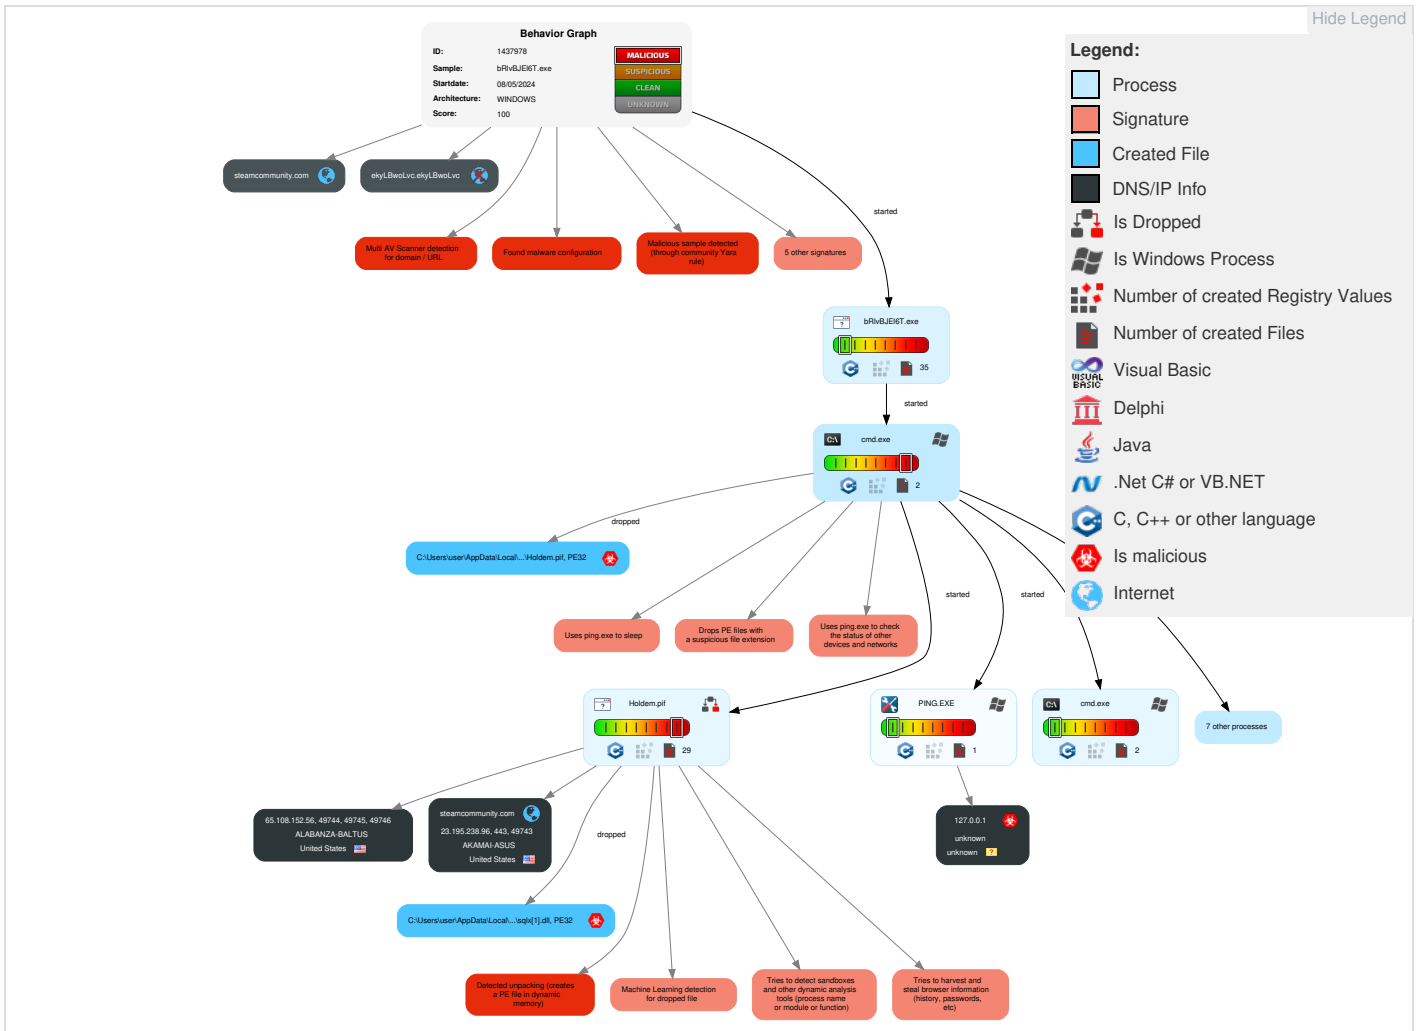 Hide Legend
Behavior Graph
ID: 1437978
Sample: bRlvBJEl6T.exe
Startdate: 08/05/2024
Architecture: WINDOWS
Score: 100
MALICIOUS
SUSPICIOUS
CLEAN
UNKNOWN
Legend:
Process
Signature
Created File
DNS/IP Info
Is Dropped
Is Windows Process
Number of created Registry Values
Number of created Files
VISUAL
BASIC
Visual Basic
Delphi
Java
.Net C# or VB.NET
C, C++ or other language
Is malicious
Internet
steamcommunity.com
ekyLBwoLvc.ekyLBwoLvc
started
Multi AV Scanner detection
for domain / URL
Found malware configuration
Malicious sample detected
(through community Yara
rule)
5 other signatures
bRlvBJEl6T.exe
35
started
C:\
cmd.exe
2
dropped
C:\Users\user\AppData\Local\...\Holdem.pif, PE32
started
started
Uses ping.exe to sleep
Drops PE files with
a suspicious file extension
Uses ping.exe to check
the status of other
devices and networks
Holdem.pif
29
PING.EXE
1
C:\
cmd.exe
2
7 other processes
65.108.152.56, 49744, 49745, 49746
ALABANZA-BALTUS
United States
steamcommunity.com
23.195.238.96, 443, 49743
AKAMAI-ASUS
United States
dropped
127.0.0.1
unknown
unknown
C:\Users\user\AppData\Local\...\sqlx[1].dll, PE32
Detected unpacking (creates
a PE file in dynamic
memory)
Machine Learning detection
for dropped file
Tries to detect sandboxes
and other dynamic analysis
tools (process name
or module or function)
Tries to harvest and
steal browser information
(history, passwords,
etc)